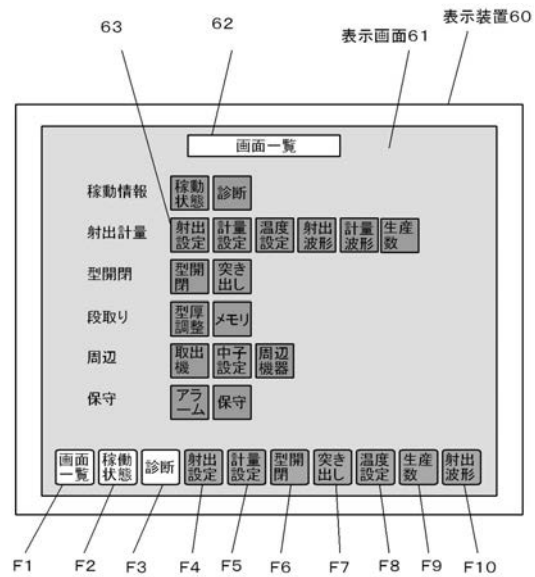 63 62 表示画面61 表示装置60
画面一覧
稼動情報 稼動状態 診断
射出計量 射出設定 計量設定 温度設定 射出波形 計量波形 生産数
型開閉 型開閉 突き出し
段取り 型厚調整 メモリ
周辺 取出機 中子設定 周辺機器
保守 アラーム 保守
画面一覧 稼働状態 診断 射出設定 計量設定 型開閉 突き出し 温度設定 生産数 射出波形
F1 F2 F3 F4 F5 F6 F7 F8 F9 F10